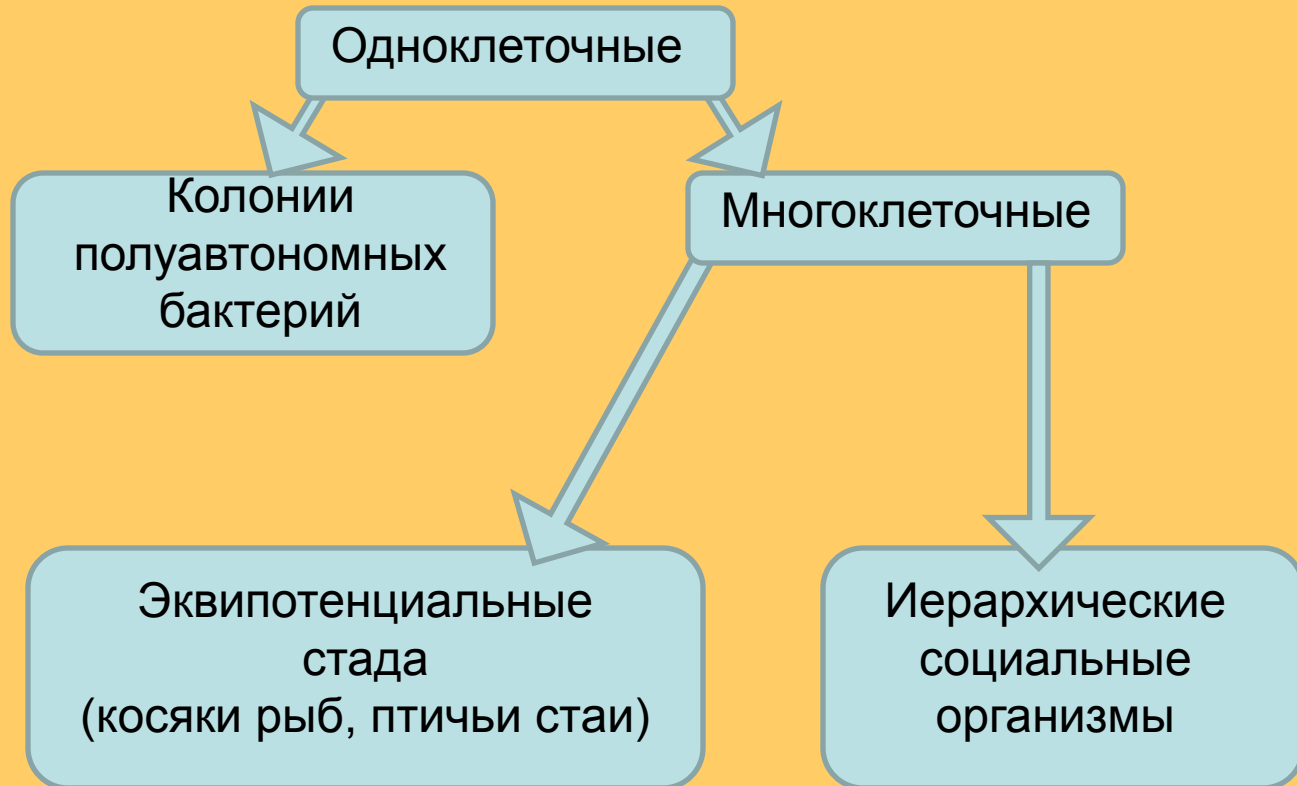 Одноклеточные
Колонии
полуавтономных
бактерий
Многоклеточные
Эквипотенциальные
стада
(косяки рыб, птичьи стаи)
Иерархические
социальные
организмы